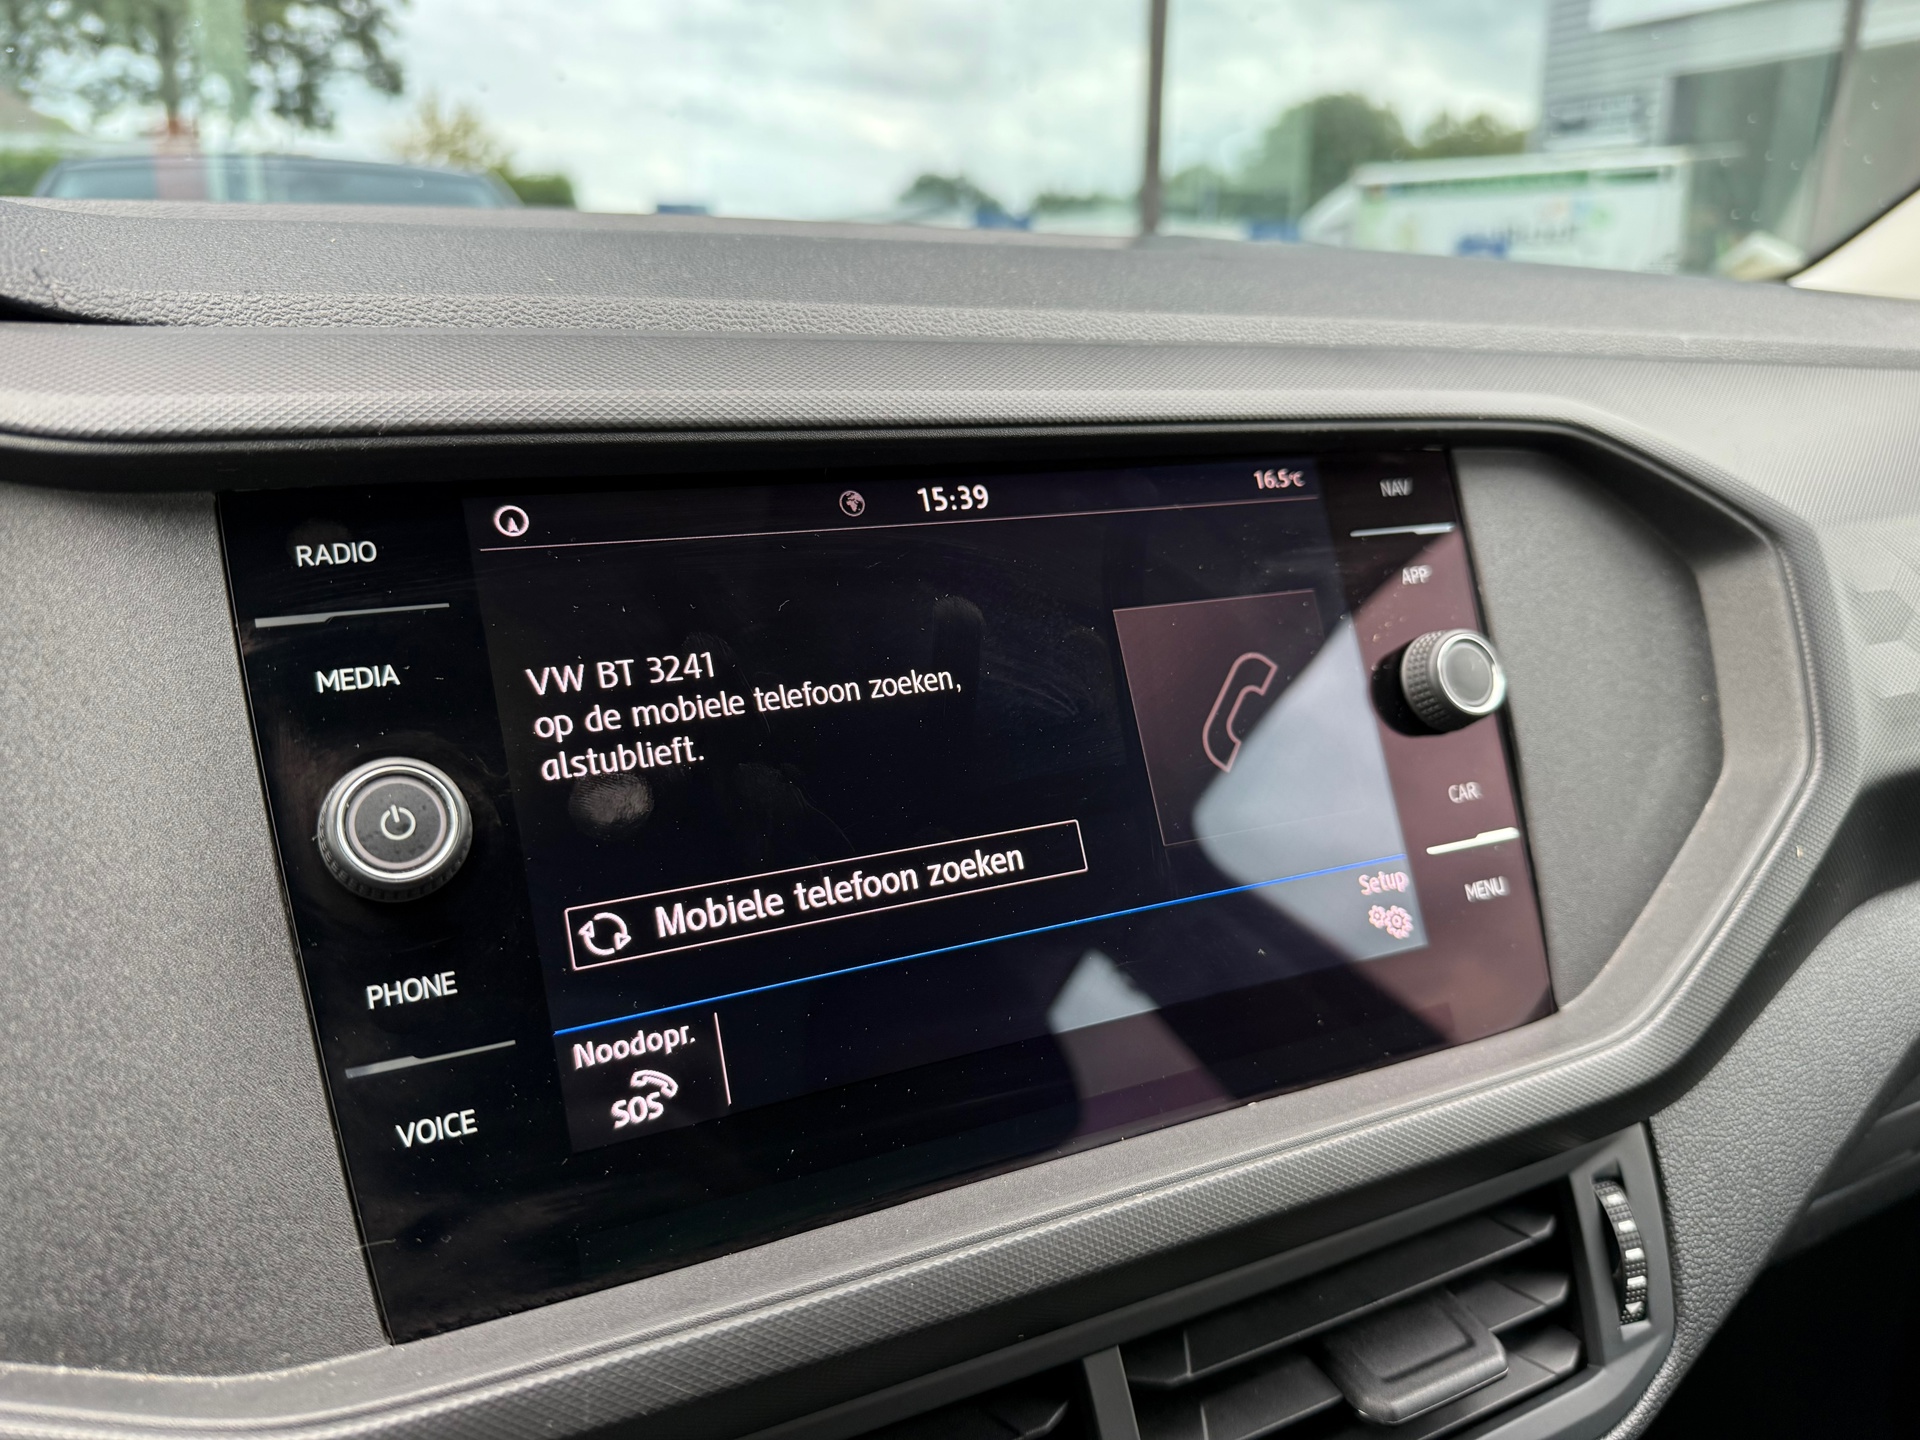 15:39
16.5°C
NAV
RADIO
APP
MEDIA
VW BT 3241
op de mobiele telefoon zoeken,
alstublieft.
CAR
Mobiele telefoon zoeken
Setup
MENU
PHONE
Noodopr.
SOS
VOICE